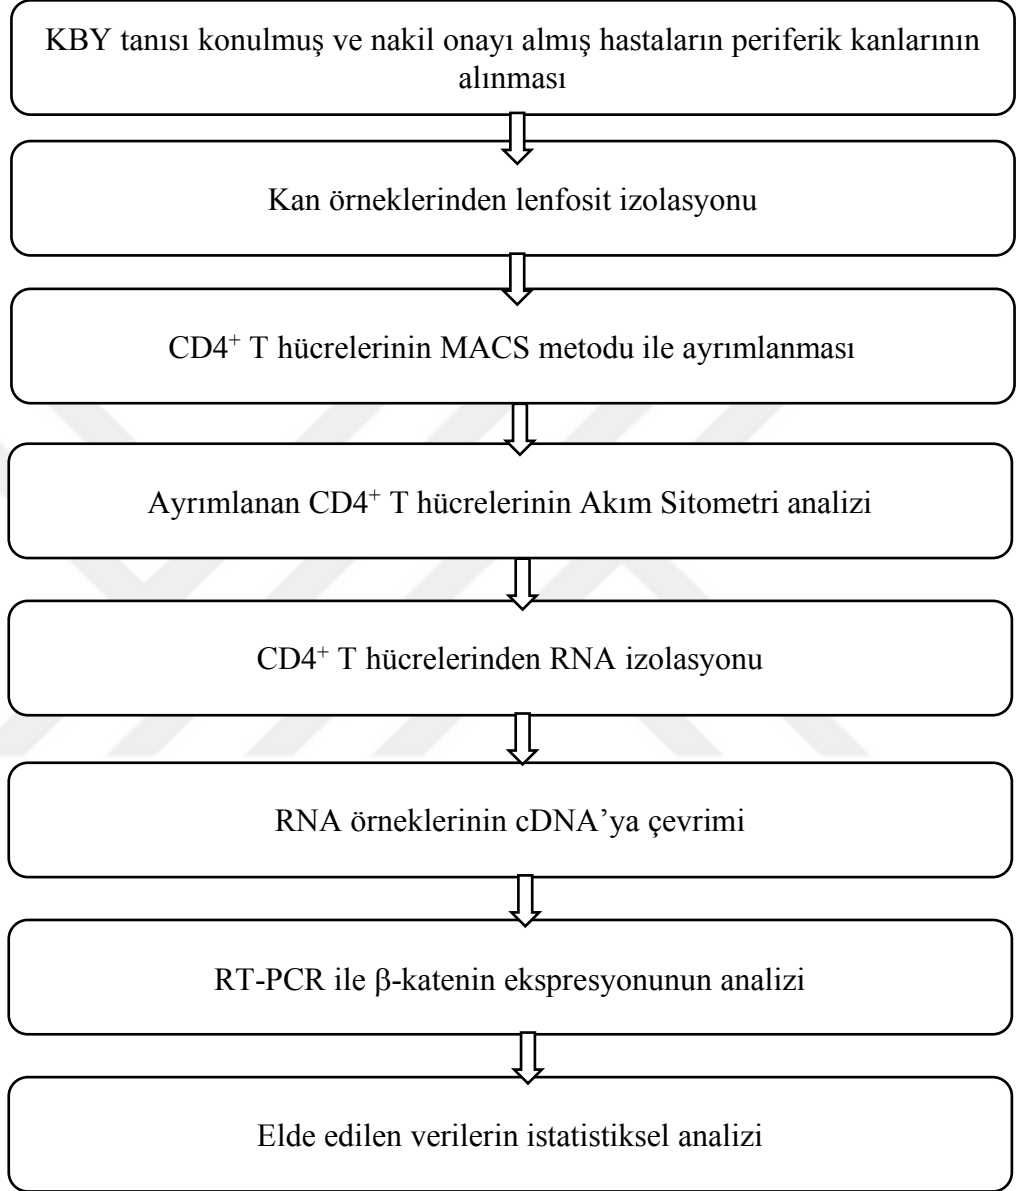 KBY tanısı konulmuş ve nakil onayı almış hastaların periferik kanlarının
alınması
Kan örneklerinden lenfosit izolasyonu
CD4⁺ T hücrelerinin MACS metodu ile ayrımlanması
Ayrımlanan CD4⁺ T hücrelerinin Akım Sitometri analizi
CD4⁺ T hücrelerinden RNA izolasyonu
RNA örneklerinin cDNA’ya çevrimi
RT-PCR ile β-katenin ekspresyonunun analizi
Elde edilen verilerin istatistiksel analizi